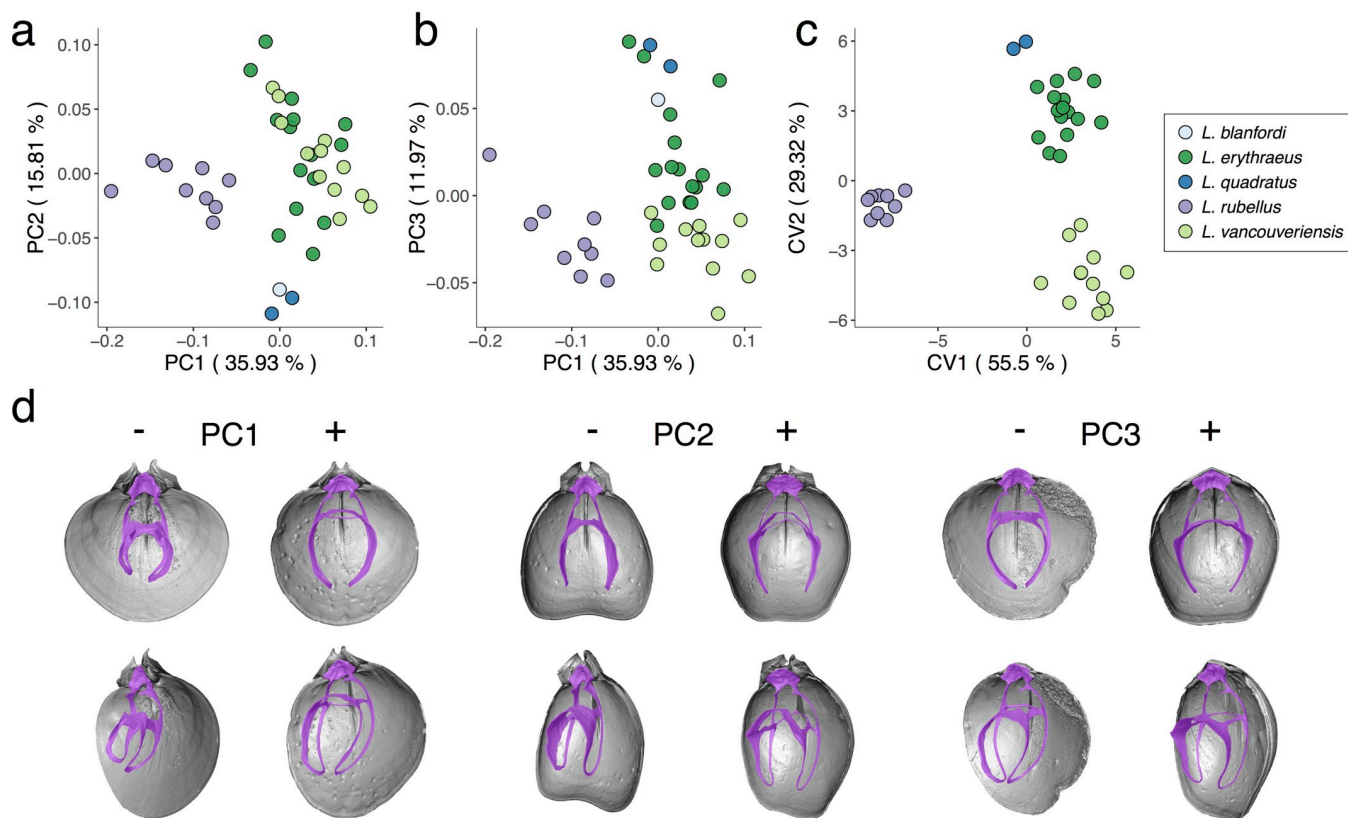 a
0.10
0.05
0.00
−0.05
−0.10
PC2 ( 15.81 % )
−0.2
−0.1
0.0
0.1
PC1 ( 35.93 % )
b
0.05
0.00
−0.05
PC3 ( 11.97 % )
−0.2
−0.1
0.0
0.1
PC1 ( 35.93 % )
c
6
3
0
−3
−6
CV2 ( 29.32 % )
−5
0
5
CV1 ( 55.5 % )
L. blanfordi
L. erythraeus
L. quadratus
L. rubellus
L. vancouveriensis
d
- PC1 +
- PC2 +
- PC3 +